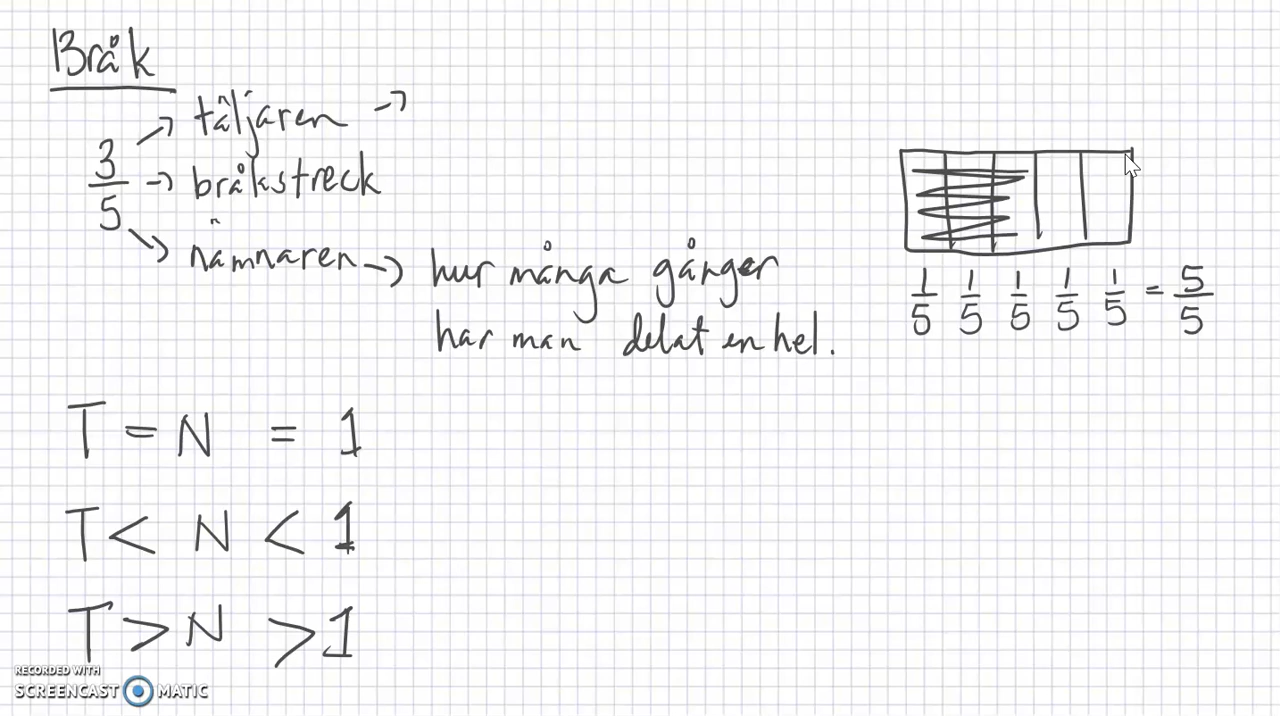 Bråk
3/5
→ täljaren →
→ bråkstreck
→ nämnaren → hur många gånger
har man delat en hel.
1/5 1/5 1/5 1/5 1/5 = 5/5
T = N = 1
T < N < 1
T > N > 1
RECORDED WITH
SCREENCAST MATIC